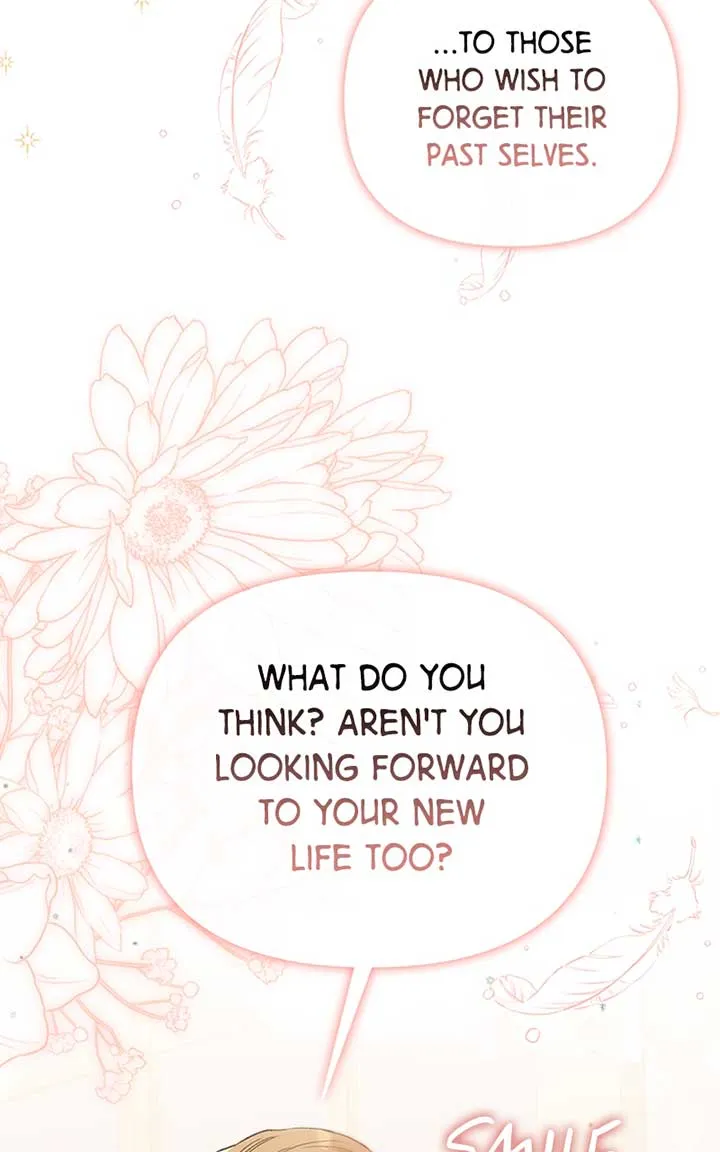 ...TO THOSE
WHO WISH TO
FORGET THEIR
PAST SELVES.
WHAT DO YOU
THINK? AREN'T YOU
LOOKING FORWARD
TO YOUR NEW
LIFE TOO?
SMILE